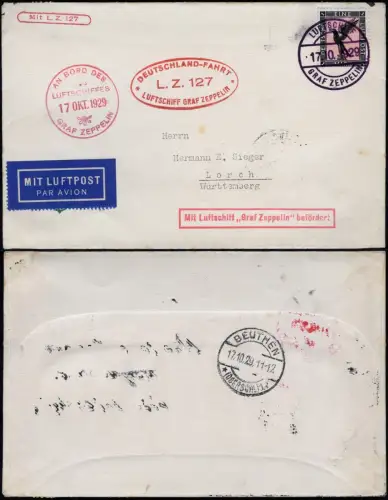 Mit L. Z. 127
AN BORD DES
LUFTSCHIFFES
17 OKT. 1929
GRAF ZEPPELIN
DEUTSCHLAND-FAHRT
L. Z. 127
LUFTSCHIFF GRAF ZEPPELIN
EINE
LUFTSCHIFF
17.10.1929
GRAF ZEPPELIN
Herrn
Hermann E. Sieger
Lorch
Württemberg
MIT LUFTPOST
PAR AVION
Mit Luftschiff „Graf Zeppelin" befördert
BEUTHEN
17.10.29.11-12